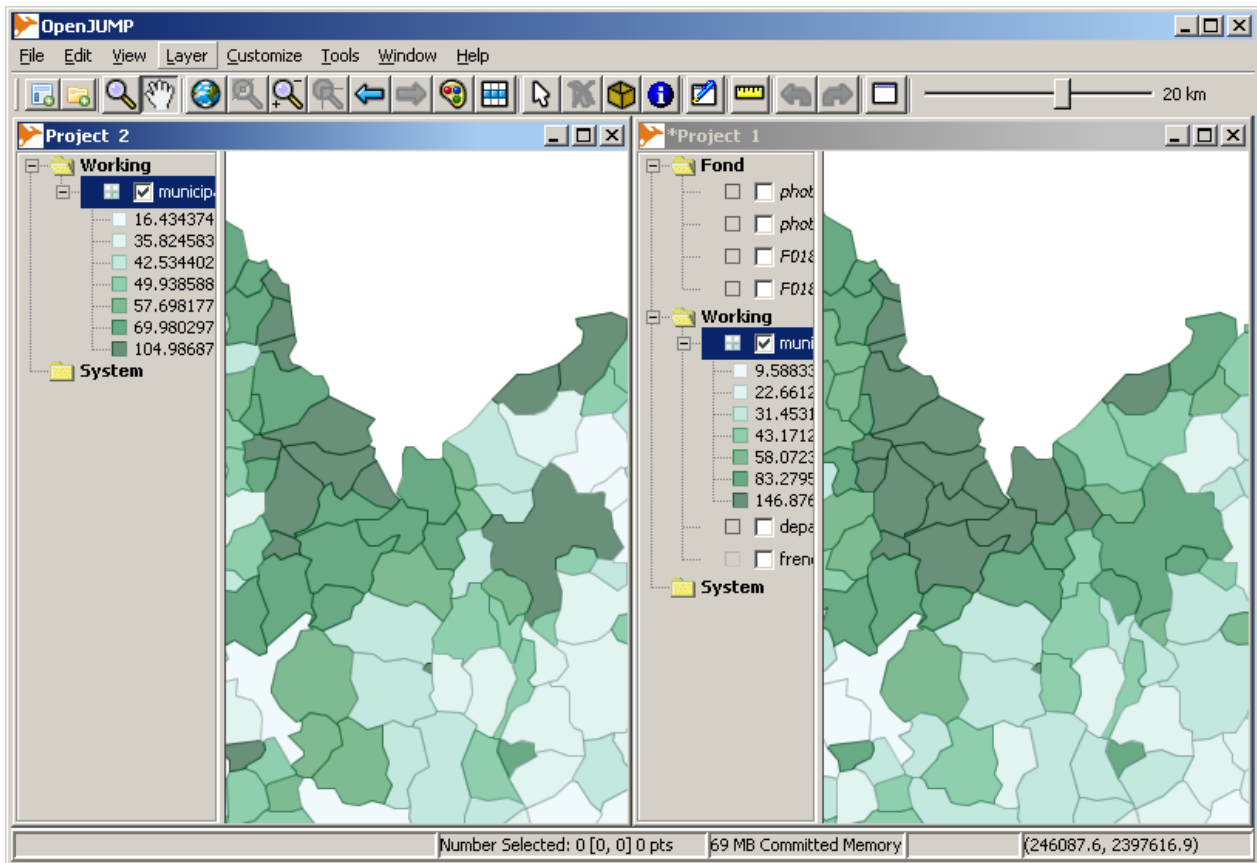 OpenJUMP
File Edit View Layer Customize Tools Window Help
20 km
Project 2
Working
municip
16.434374
35.824583
42.534402
49.938588
57.698177
69.980297
104.98687
System
*Project 1
Fond
phot
phot
F018
F018
Working
muni
9.58833
22.6612
31.4531
43.1712
58.0723
83.2795
146.876
depa
fren
System
Number Selected: 0 [0, 0] 0 pts
69 MB Committed Memory
(246087.6, 2397616.9)